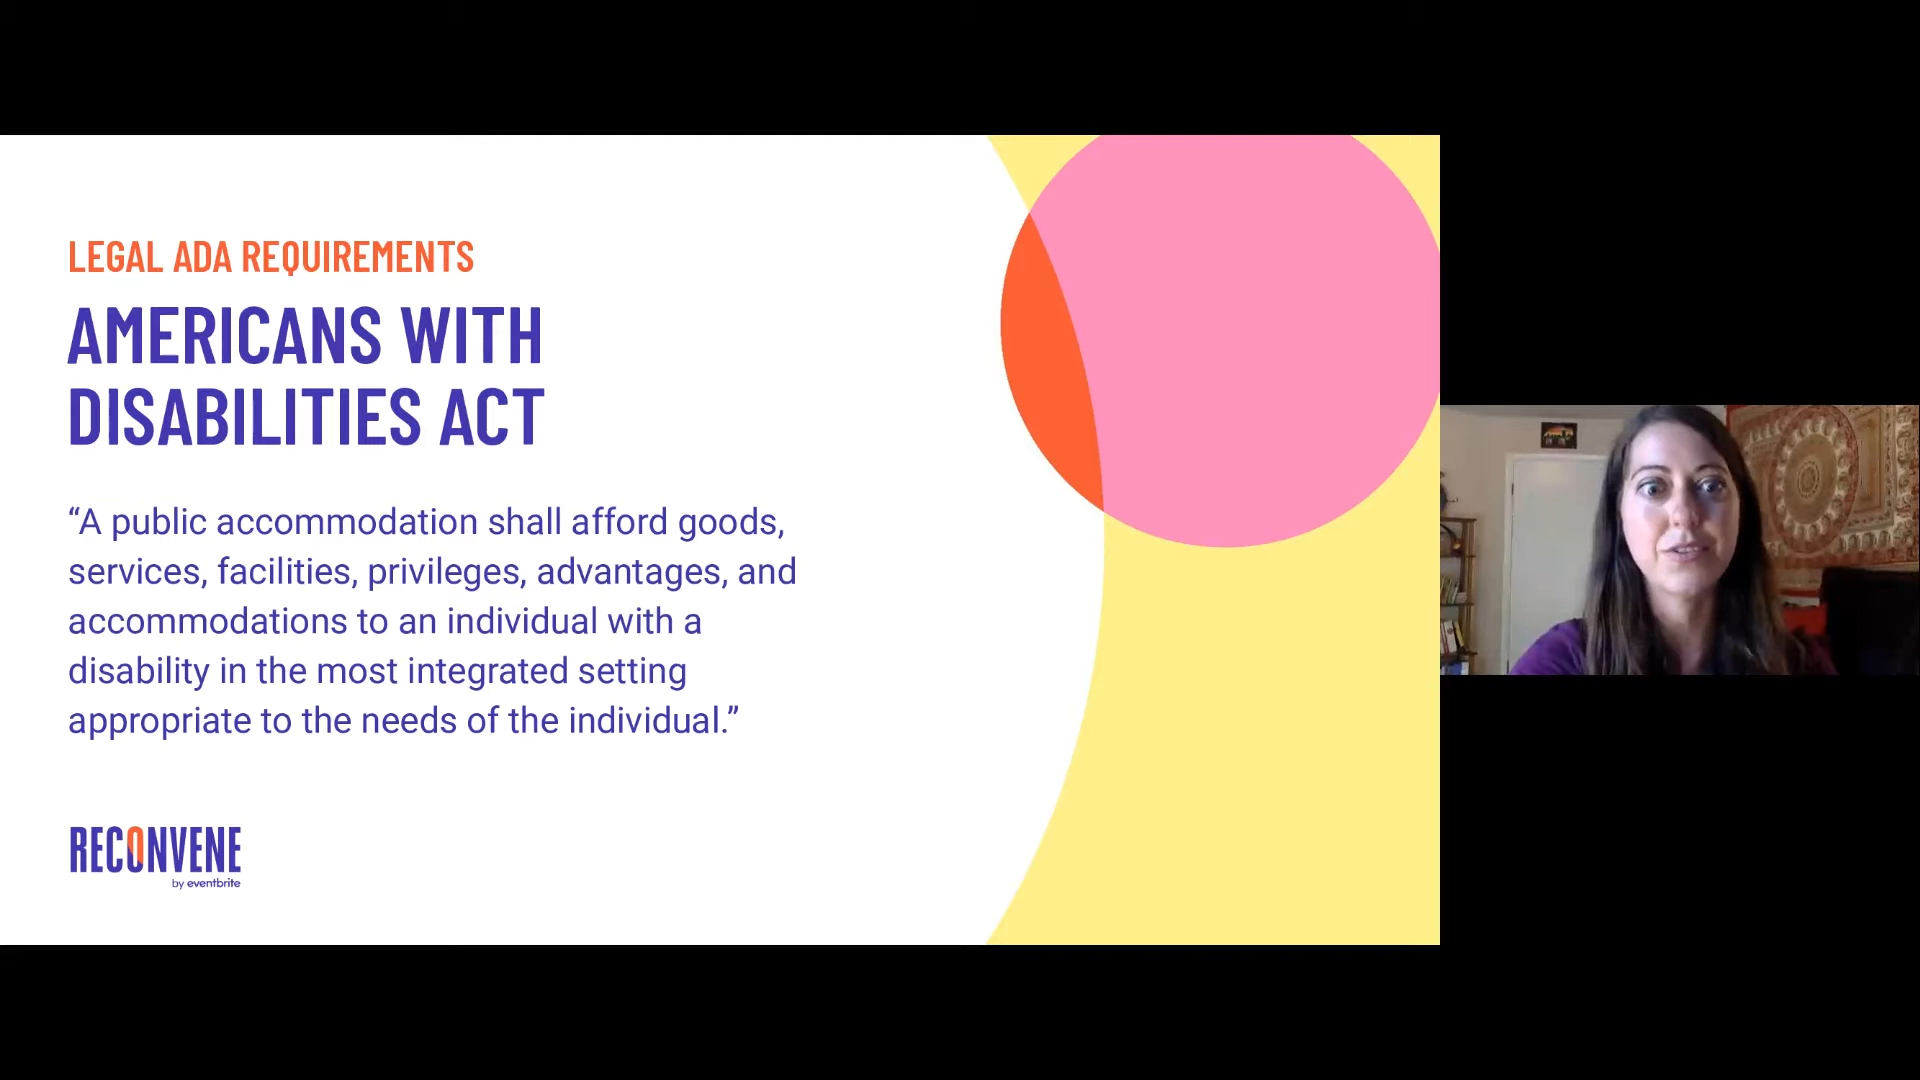 LEGAL ADA REQUIREMENTS
AMERICANS WITH
DISABILITIES ACT
“A public accommodation shall afford goods,
services, facilities, privileges, advantages, and
accommodations to an individual with a
disability in the most integrated setting
appropriate to the needs of the individual.”
RECONVENE
by eventbrite